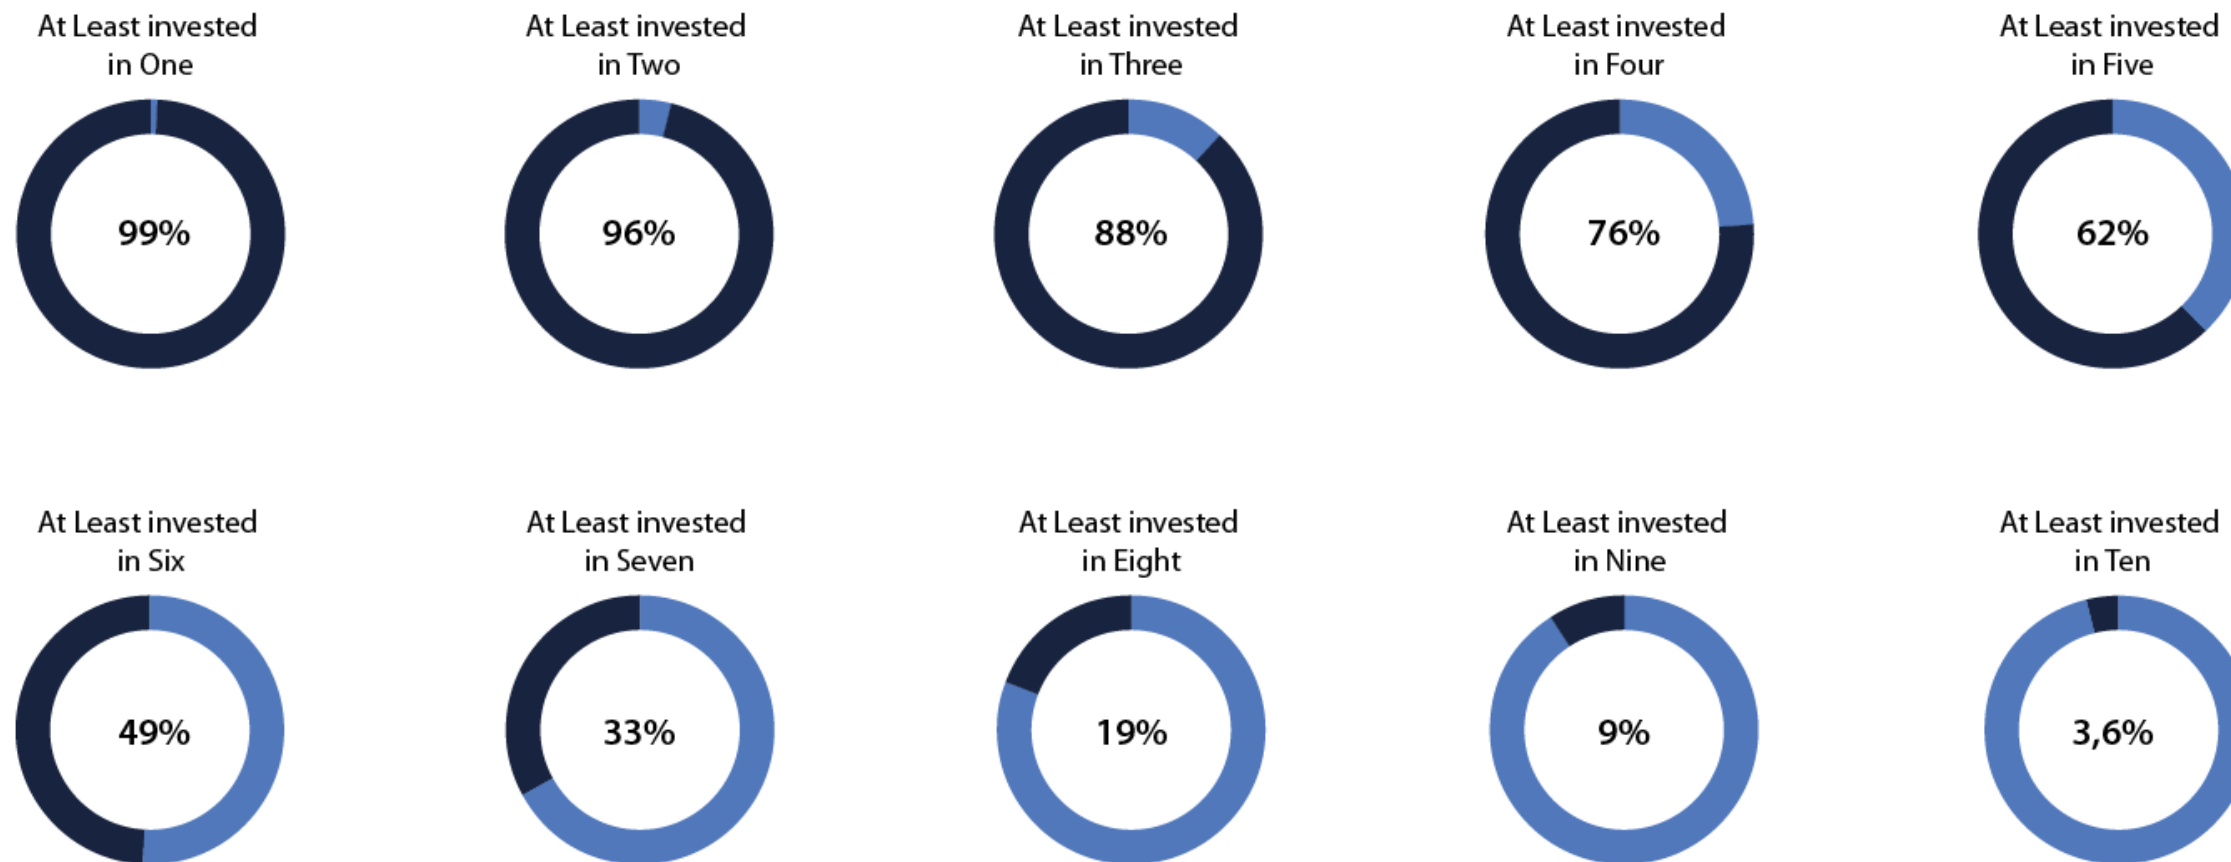 At Least invested
in One
At Least invested
in Two
At Least invested
in Three
At Least invested
in Four
At Least invested
in Five
99%
96%
88%
76%
62%
At Least invested
in Six
At Least invested
in Seven
At Least invested
in Eight
At Least invested
in Nine
At Least invested
in Ten
49%
33%
19%
9%
3,6%